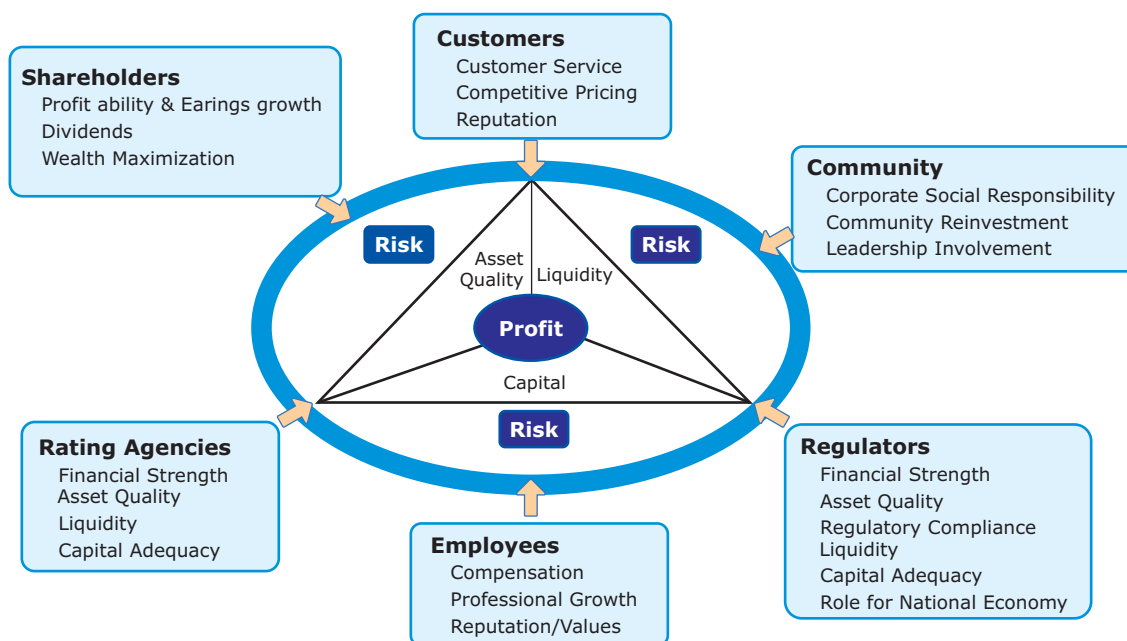 Customers
Customer Service
Competitive Pricing
Reputation
Shareholders
Profit ability & Earings growth
Dividends
Wealth Maximization
Community
Corporate Social Responsibility
Community Reinvestment
Leadership Involvement
Risk
Risk
Asset
Quality
Liquidity
Profit
Capital
Risk
Rating Agencies
Financial Strength
Asset Quality
Liquidity
Capital Adequacy
Employees
Compensation
Professional Growth
Reputation/Values
Regulators
Financial Strength
Asset Quality
Regulatory Compliance
Liquidity
Capital Adequacy
Role for National Economy